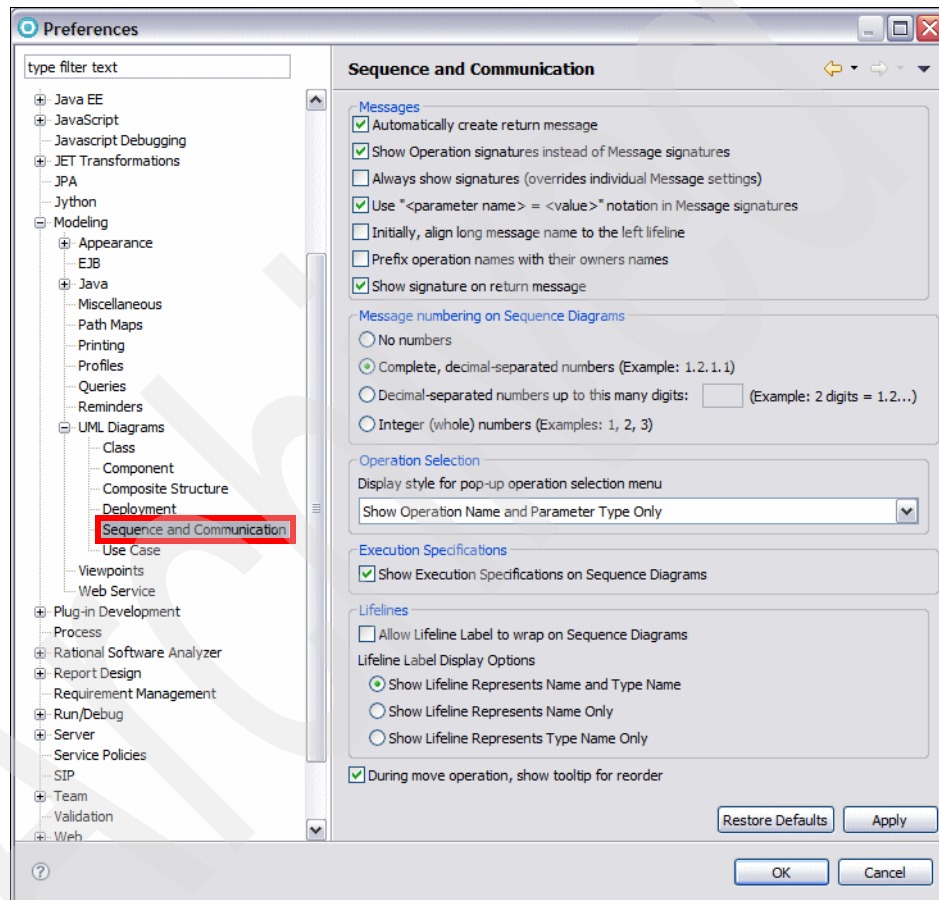 Preferences
type filter text
Java EE
JavaScript
Javascript Debugging
JET Transformations
JPA
Jython
Modeling
Appearance
EJB
Java
Miscellaneous
Path Maps
Printing
Profiles
Queries
Reminders
UML Diagrams
Class
Component
Composite Structure
Deployment
Sequence and Communication
Use Case
Viewpoints
Web Service
Plug-in Development
Process
Rational Software Analyzer
Report Design
Requirement Management
Run/Debug
Server
Service Policies
SIP
Team
Validation
Web
Sequence and Communication
Messages
Automatically create return message
Show Operation signatures instead of Message signatures
Always show signatures (overrides individual Message settings)
Use "<parameter name> = <value>" notation in Message signatures
Initially, align long message name to the left lifeline
Prefix operation names with their owners names
Show signature on return message
Message numbering on Sequence Diagrams
No numbers
Complete, decimal-separated numbers (Example: 1.2.1.1)
Decimal-separated numbers up to this many digits: (Example: 2 digits = 1.2...)
Integer (whole) numbers (Examples: 1, 2, 3)
Operation Selection
Display style for pop-up operation selection menu
Show Operation Name and Parameter Type Only
Execution Specifications
Show Execution Specifications on Sequence Diagrams
Lifelines
Allow Lifeline Label to wrap on Sequence Diagrams
Lifeline Label Display Options
Show Lifeline Represents Name and Type Name
Show Lifeline Represents Name Only
Show Lifeline Represents Type Name Only
During move operation, show tooltip for reorder
Restore Defaults Apply
? OK Cancel